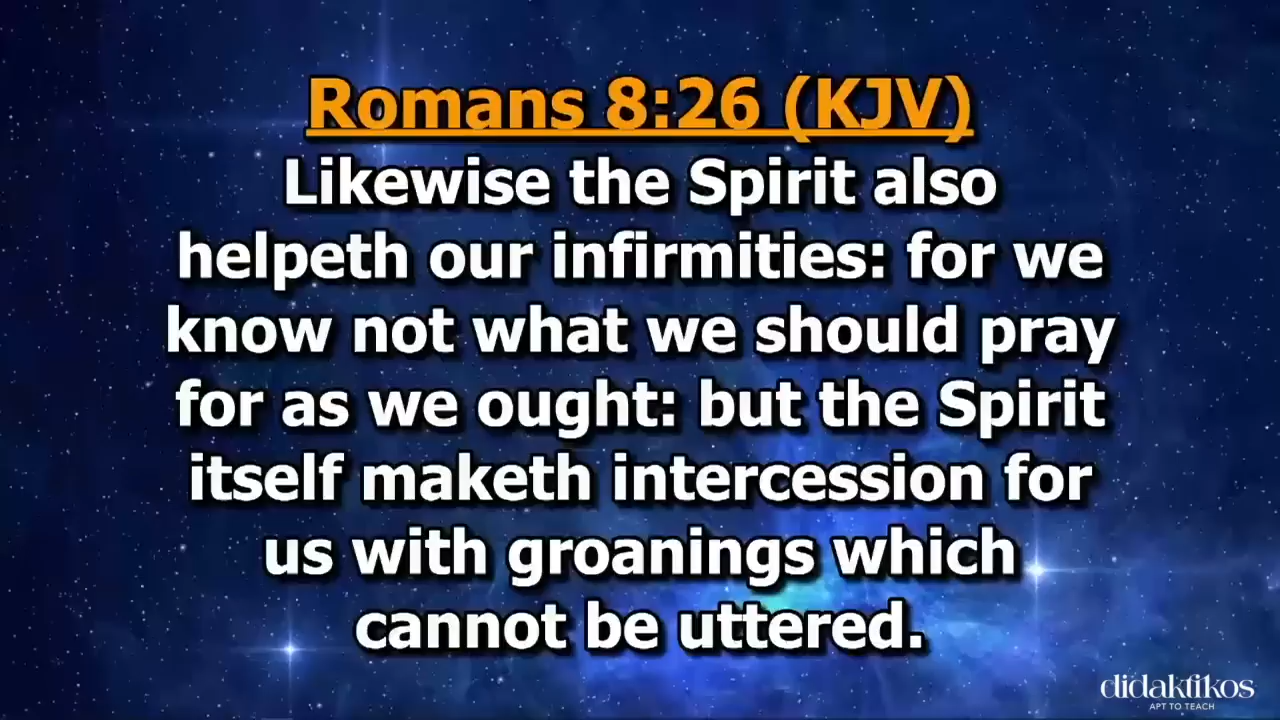 Romans 8:26 (KJV)
Likewise the Spirit also
helpeth our infirmities: for we
know not what we should pray
for as we ought: but the Spirit
itself maketh intercession for
us with groanings which
cannot be uttered.
didaktikos
APT TO TEACH